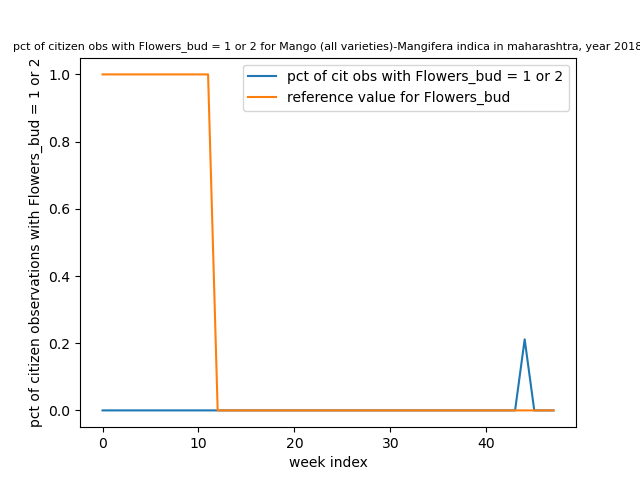 pct of citizen obs with Flowers_bud = 1 or 2 for Mango (all varieties)-Mangifera indica in maharashtra, year 2018
pct of citizen observations with Flowers_bud = 1 or 2
1.0
0.8
0.6
0.4
0.2
0.0
pct of cit obs with Flowers_bud = 1 or 2
reference value for Flowers_bud
0 10 20 30 40
week index